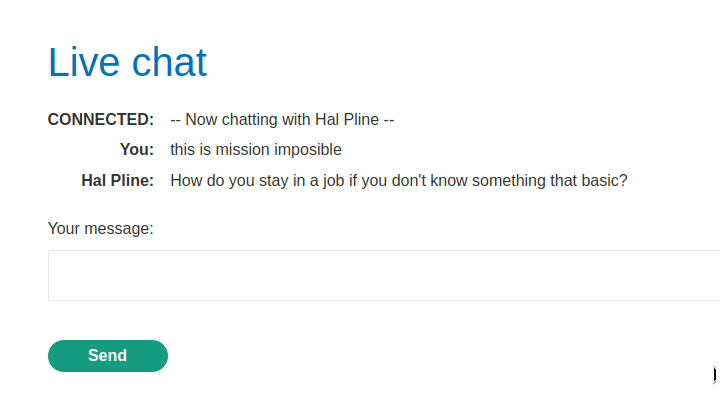 Live chat
CONNECTED: -- Now chatting with Hal Pline --
You: this is mission imposible
Hal Pline: How do you stay in a job if you don't know something that basic?
Your message:
Send